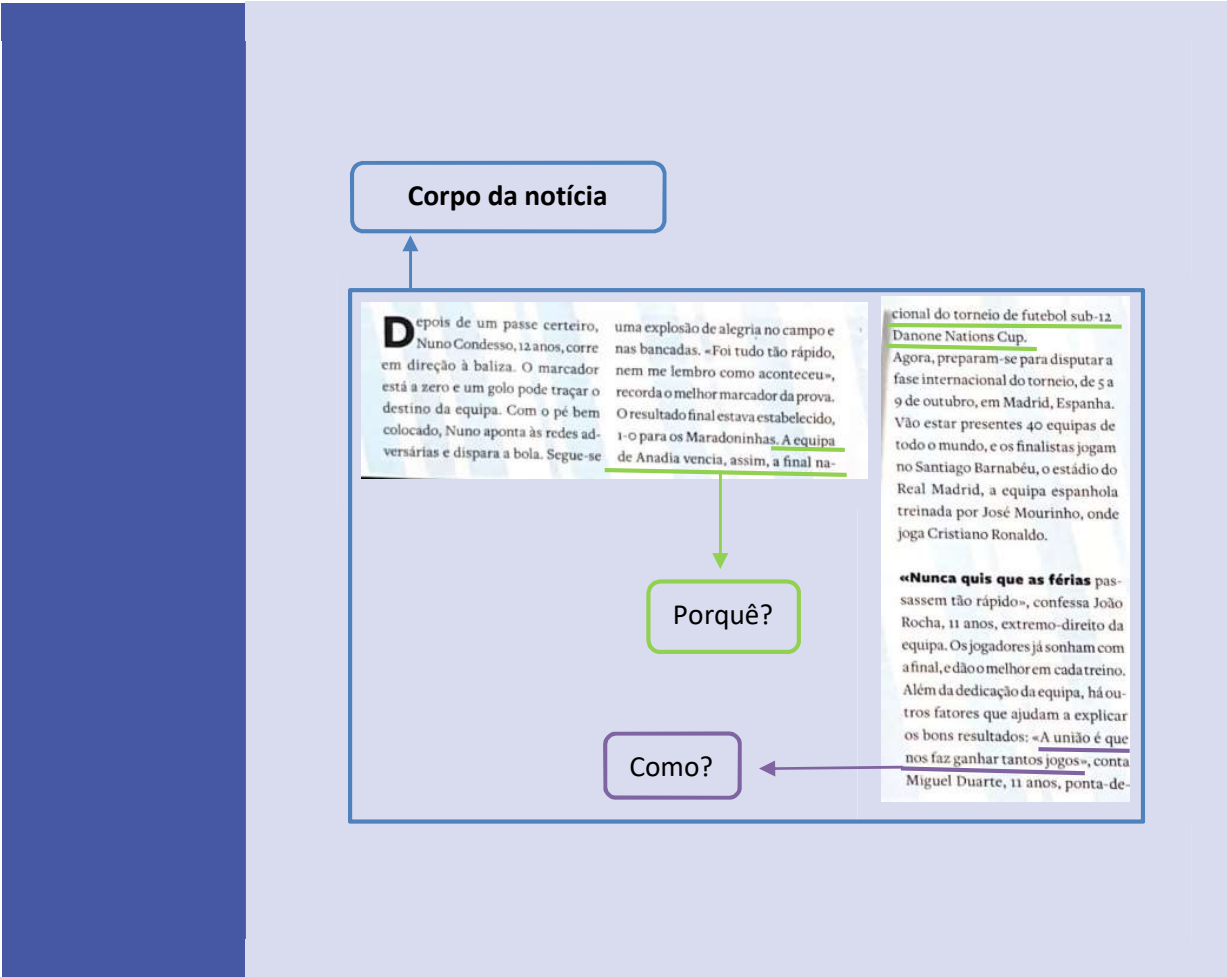 Corpo da notícia
Depois de um passe certeiro,
Nuno Condesso, 12 anos, corre
em direção à baliza. O marcador
está a zero e um golo pode traçar o
destino da equipa. Com o pé bem
colocado, Nuno aponta às redes ad-
versárias e dispara a bola. Segue-se
uma explosão de alegria no campo e
nas bancadas. «Foi tudo tão rápido,
nem me lembro como aconteceu»,
recorda o melhor marcador da prova.
O resultado final estava estabelecido,
1-0 para os Maradoninhas. A equipa
de Anadia vencia, assim, a final na-
cional do torneio de futebol sub-12
Danone Nations Cup.
Agora, preparam-se para disputar a
fase internacional do torneio, de 5 a
9 de outubro, em Madrid, Espanha.
Vão estar presentes 40 equipas de
todo o mundo, e os finalistas jogam
no Santiago Barnabéu, o estádio do
Real Madrid, a equipa espanhola
treinada por José Mourinho, onde
joga Cristiano Ronaldo.
«Nunca quis que as férias pas-
sassem tão rápido», confessa João
Rocha, 11 anos, extremo-direito da
equipa. Os jogadores já sonham com
a final, e dão o melhor em cada treino.
Além da dedicação da equipa, há ou-
tros fatores que ajudam a explicar
os bons resultados: «A união é que
nos faz ganhar tantos jogos», conta
Miguel Duarte, 11 anos, ponta-de-
Porquê?
Como?